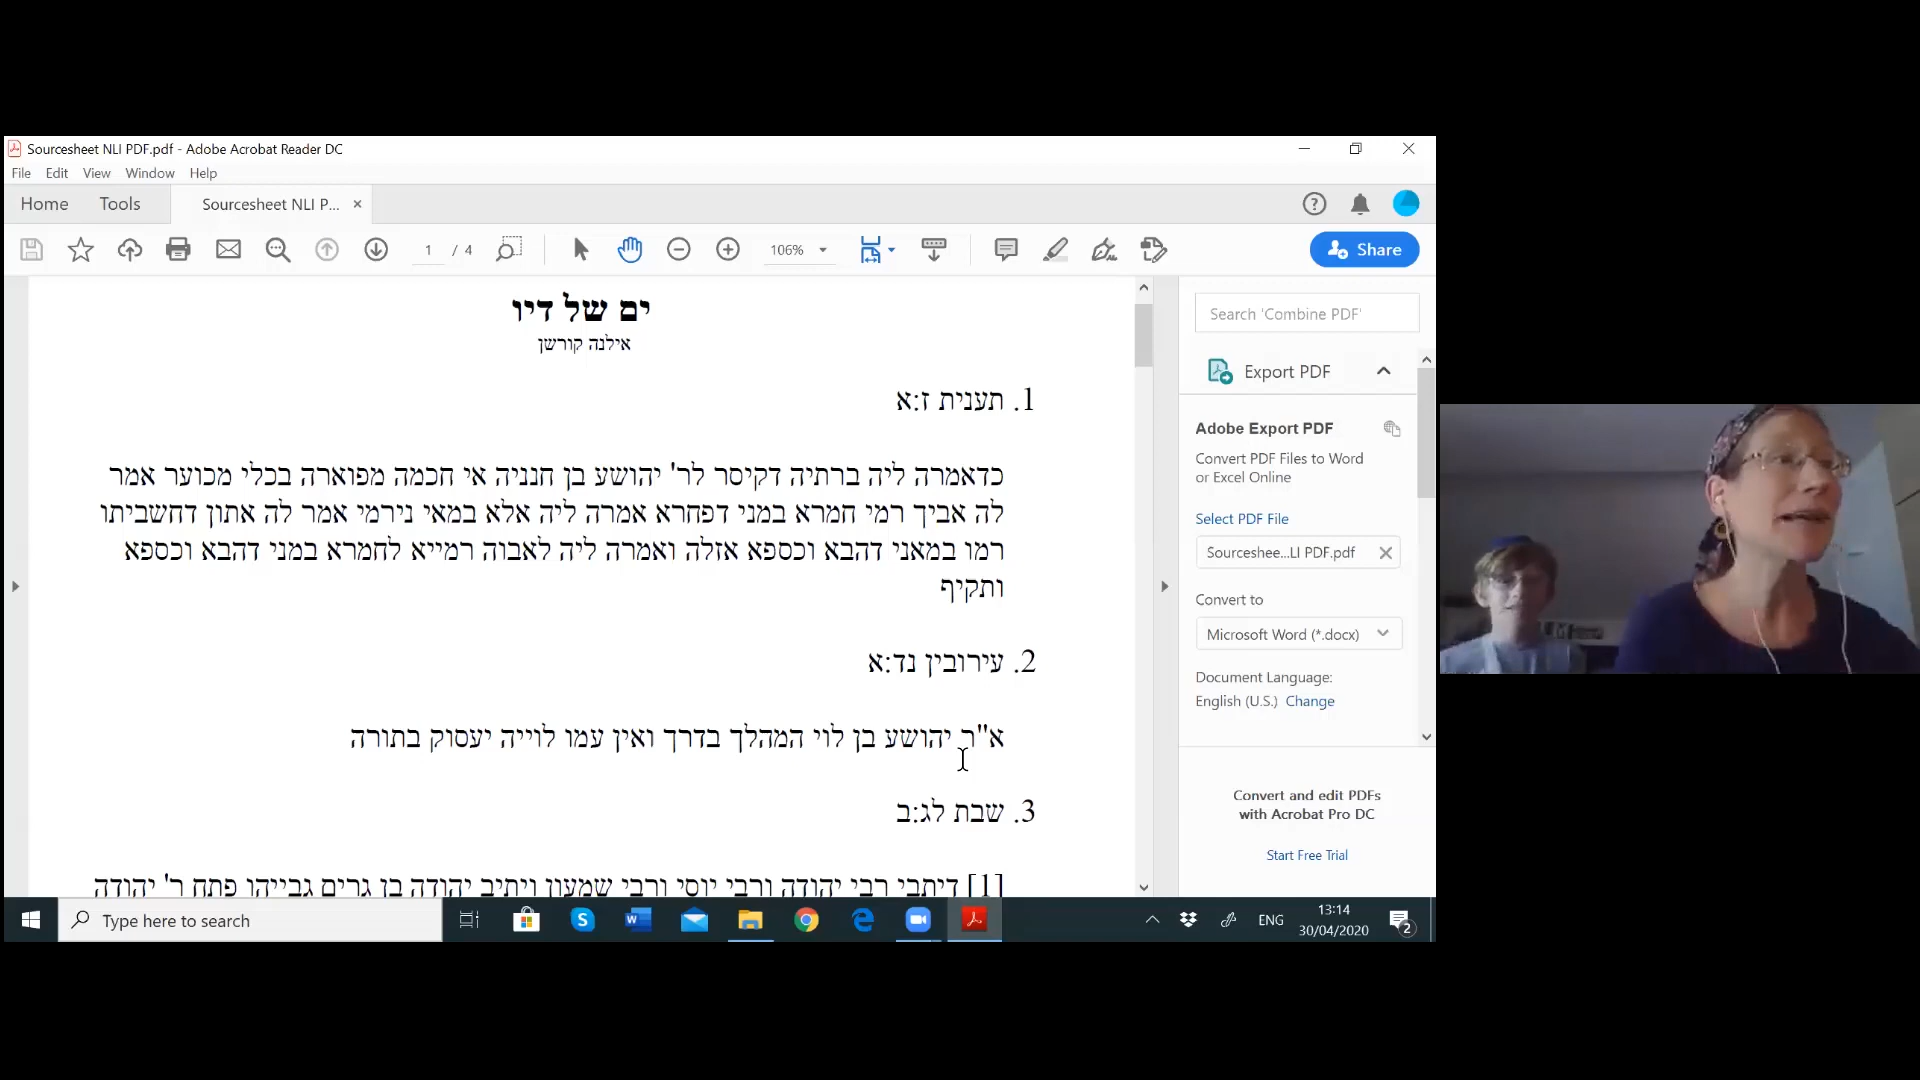 Sourcesheet NLI PDF.pdf - Adobe Acrobat Reader DC
File Edit View Window Help
Home Tools Sourcesheet NLI P... ×
1 / 4 106% Share
ים של דיו
אילנה קורשן
1. תענית ז:א
כדאמרה ליה ברתיה דקיסר לר' יהושע בן חנניה אי חכמה מפוארה בכלי מכוער אמר
לה אביך רמי חמרא במני דפחרא אמרה ליה אלא במאי נירמי אמר לה אתון דחשביתו
רמו במאני דהבא וכספא אזלה ואמרה ליה לאבוה רמייא לחמרא במני דהבא וכספא
ותקיף
2. עירובין נד:א
א"ר יהושע בן לוי המהלך בדרך ואין עמו לוייה יעסוק בתורה
3. שבת לג:ב
[1] דיתבי רבי יהודה ורבי יוסי ורבי שמעון ויתיב יהודה בן גרים גבייהו פתח ר' יהודה
Search 'Combine PDF'
Export PDF
Adobe Export PDF
Convert PDF Files to Word
or Excel Online
Select PDF File
Sourceshee...LI PDF.pdf
Convert to
Microsoft Word (*.docx)
Document Language:
English (U.S.) Change
Convert and edit PDFs
with Acrobat Pro DC
Start Free Trial
Type here to search
ENG
13:14
30/04/2020
2